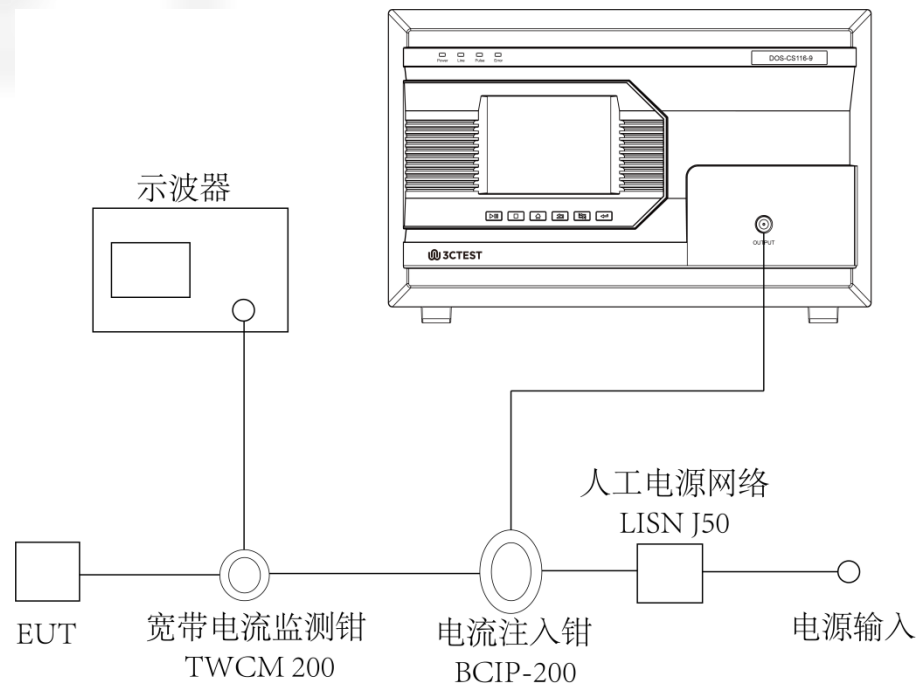 Power Line Pulse Error
DOS-CS116-9
示波器
OUTPUT
3CTEST
人工电源网络
LISN J50
EUT
宽带电流监测钳
TWCM 200
电流注入钳
BCIP-200
电源输入